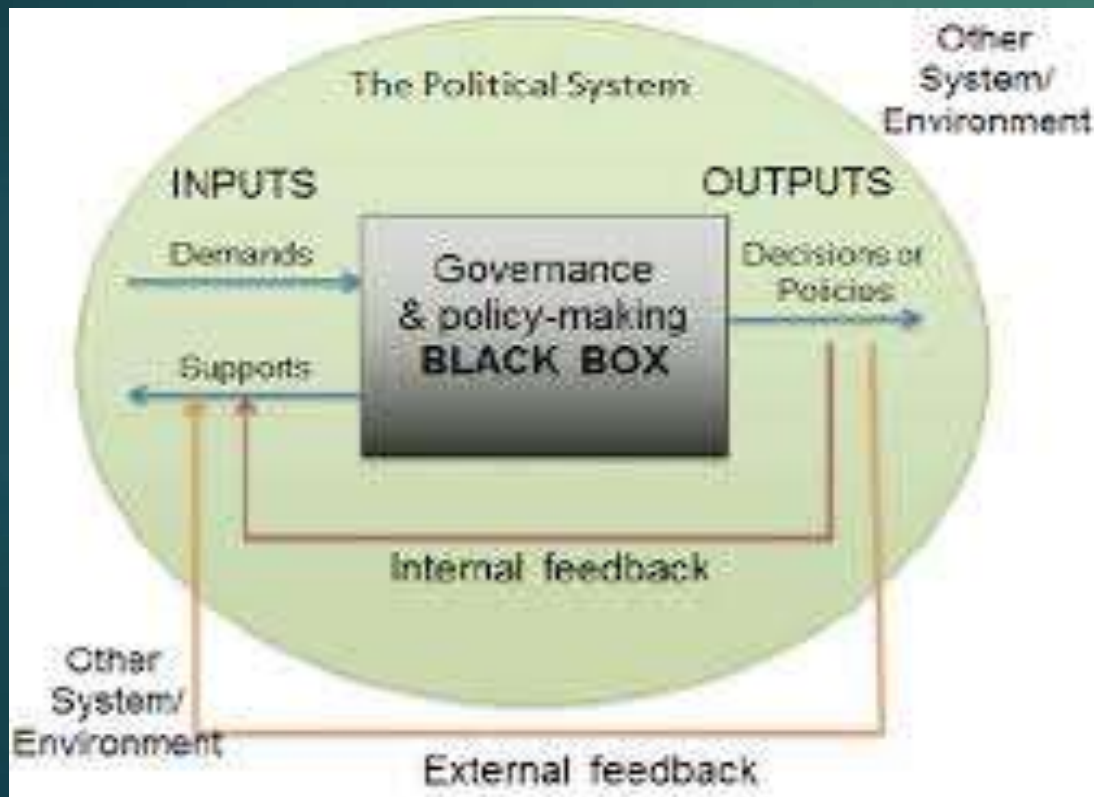 Other
System/
Environment
The Political System
INPUTS
OUTPUTS
Demands
Decisions or
Policies
Governance
& policy-making
BLACK BOX
Supports
Internal feedback
Other
System/
Environment
External feedback